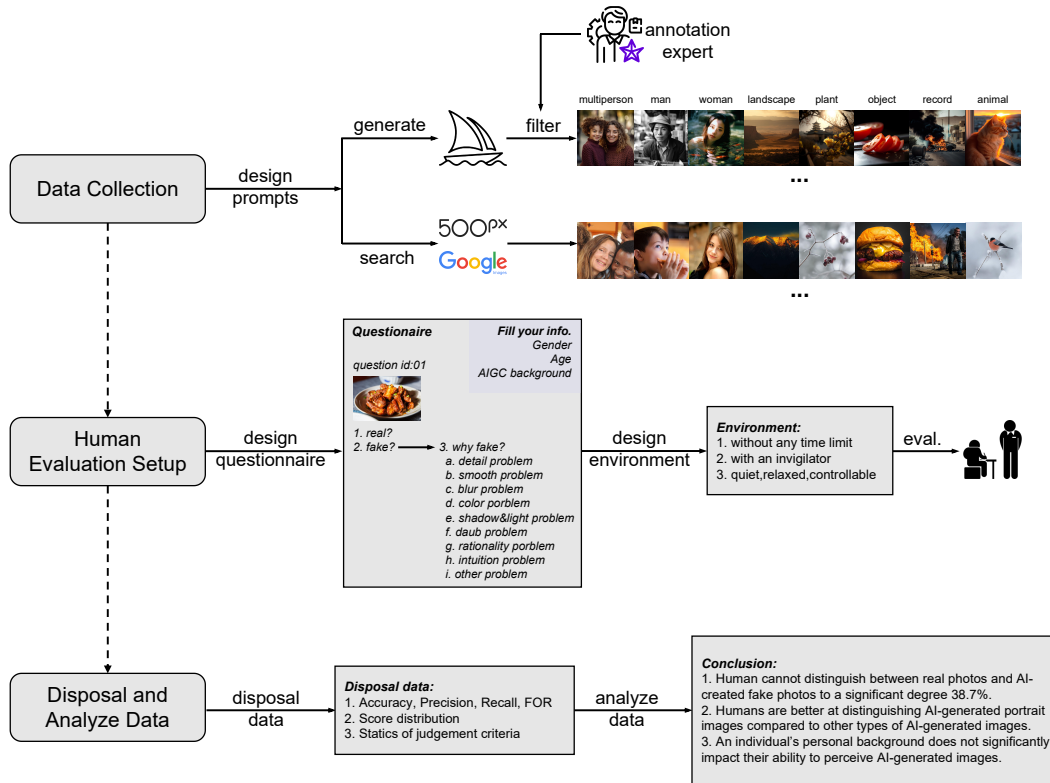 annotation
expert
multiperson man woman landscape plant object record animal
generate
filter
...
Data Collection
design
prompts
500px
search
Google
...
Questionaire
Fill your info.
Gender
Age
AIGC background
question id:01
1. real?
2. fake?
3. why fake?
a. detail problem
b. smooth problem
c. blur problem
d. color porblem
e. shadow&light problem
f. daub problem
g. rationality porblem
h. intuition problem
i. other problem
Human
Evaluation Setup
design
questionnaire
design
environment
Environment:
1. without any time limit
2. with an invigilator
3. quiet,relaxed,controllable
eval.
Disposal and
Analyze Data
disposal
data
Disposal data:
1. Accuracy, Precision, Recall, FOR
2. Score distribution
3. Statics of judgement criteria
analyze
data
Conclusion:
1. Human cannot distinguish between real photos and AI-
created fake photos to a significant degree 38.7%.
2. Humans are better at distinguishing AI-generated portrait
images compared to other types of AI-generated images.
3. An individual's personal background does not significantly
impact their ability to perceive AI-generated images.